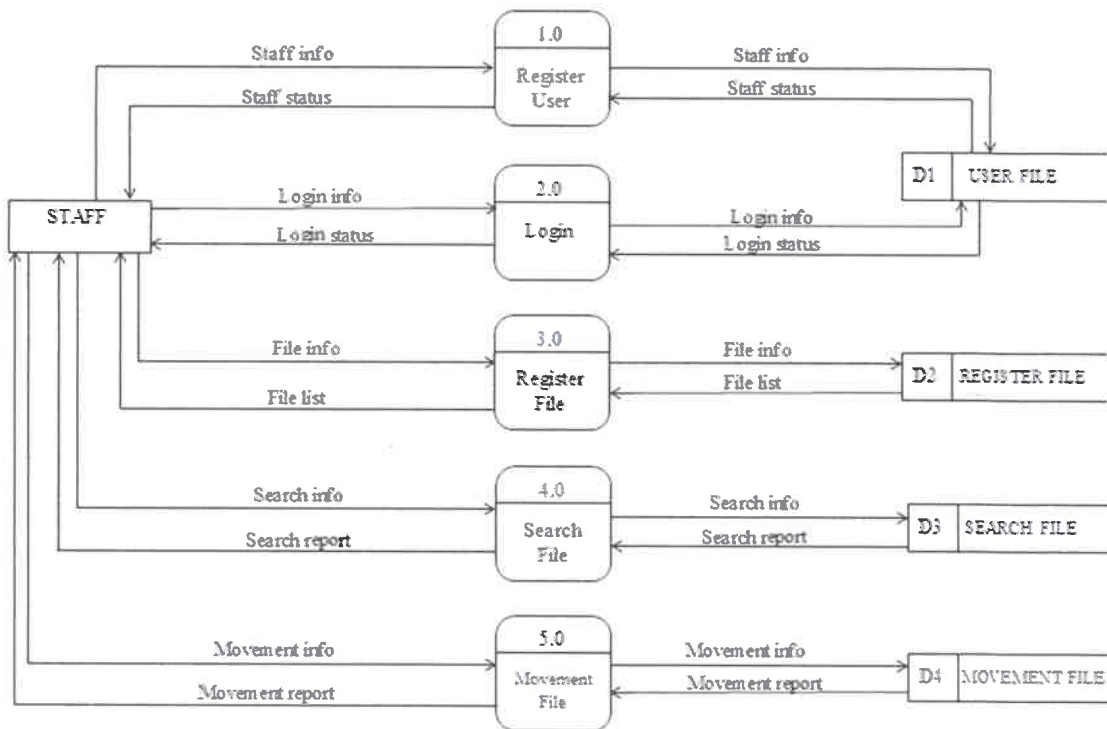 1.0
Staff info
Staff info
Register
User
Staff status
Staff status
D1 USER FILE
2.0
STAFF
Login info
Login info
Login
Login status
Login status
3.0
File info
File info
Register
File
File list
File list
D2 REGISTER FILE
4.0
Search info
Search info
Search
File
Search report
Search report
D3 SEARCH FILE
5.0
Movement info
Movement info
Movement
File
Movement report
Movement report
D4 MOVEMENT FILE